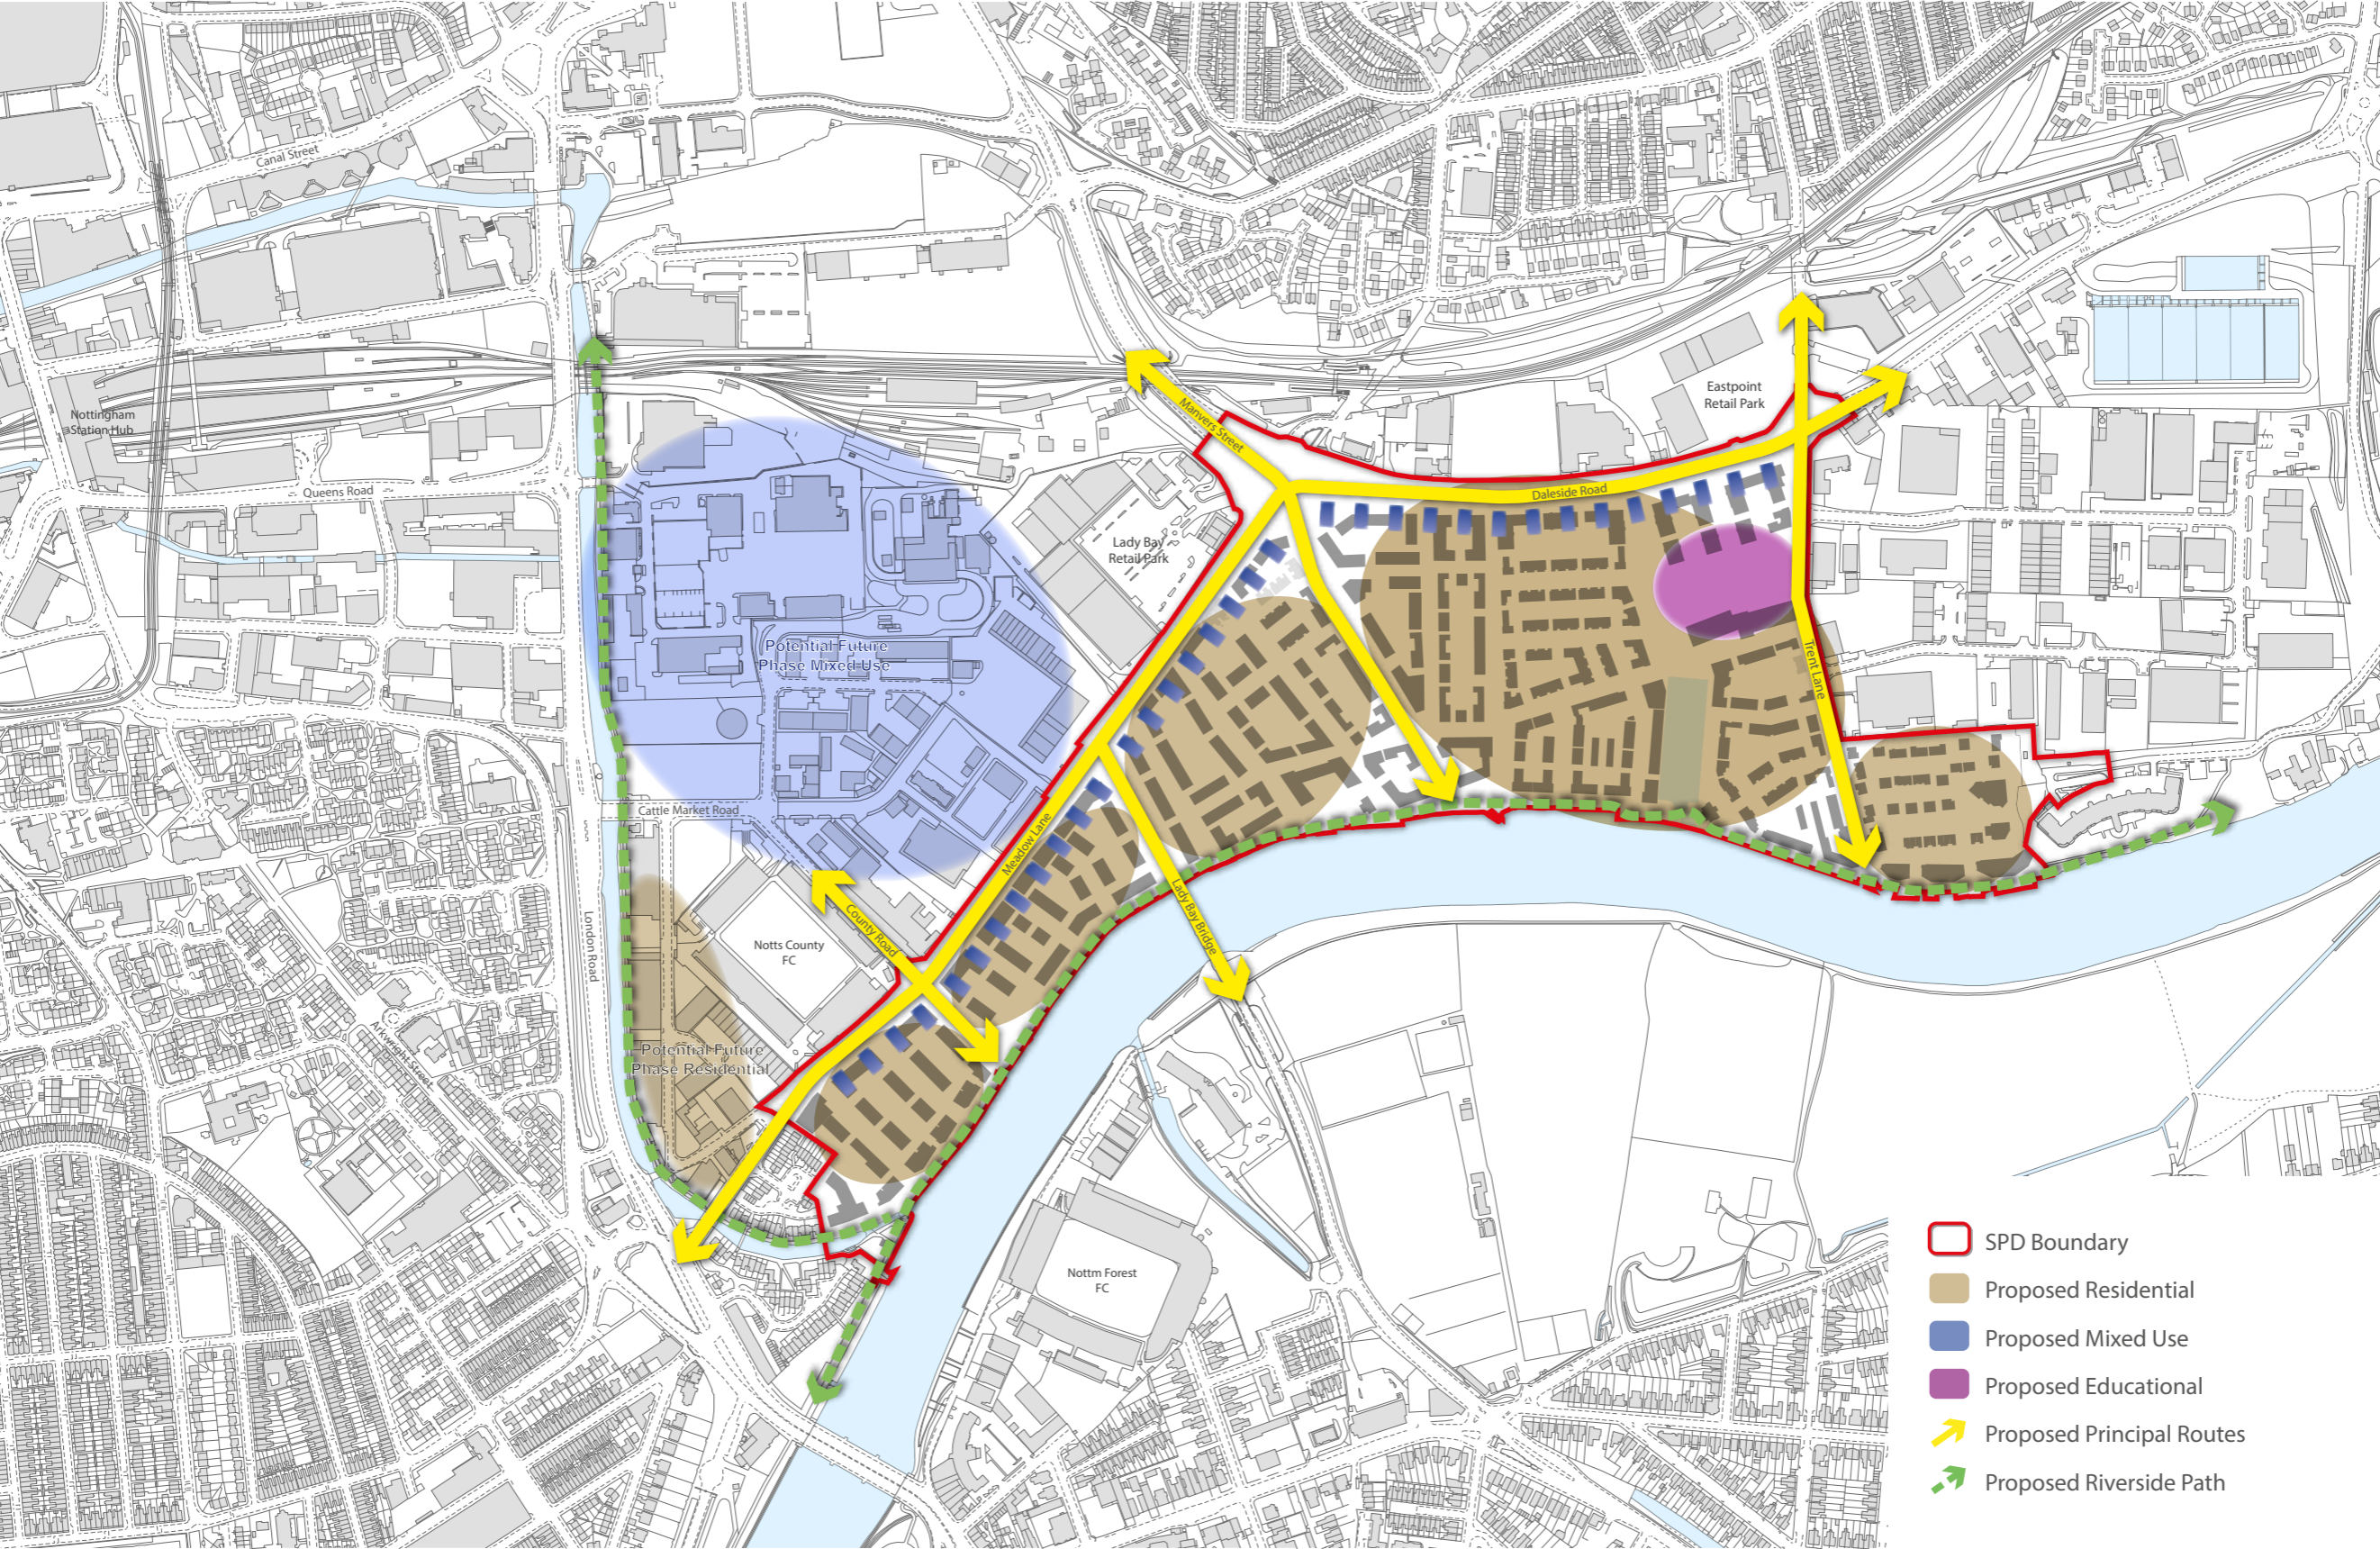 Canal Street
Nottingham
Station Hub
Queens Road
Manvers Street
Eastpoint
Retail Park
Daleside Road
Lady Bay
Retail Park
Potential Future
Phase Mixed Use
Trent Lane
Cattle Market Road
Meadow Lane
County Road
Lady Bay Bridge
London Road
Notts County
FC
Arkwright Street
Potential Future
Phase Residential
Nottm Forest
FC
SPD Boundary
Proposed Residential
Proposed Mixed Use
Proposed Educational
Proposed Principal Routes
Proposed Riverside Path